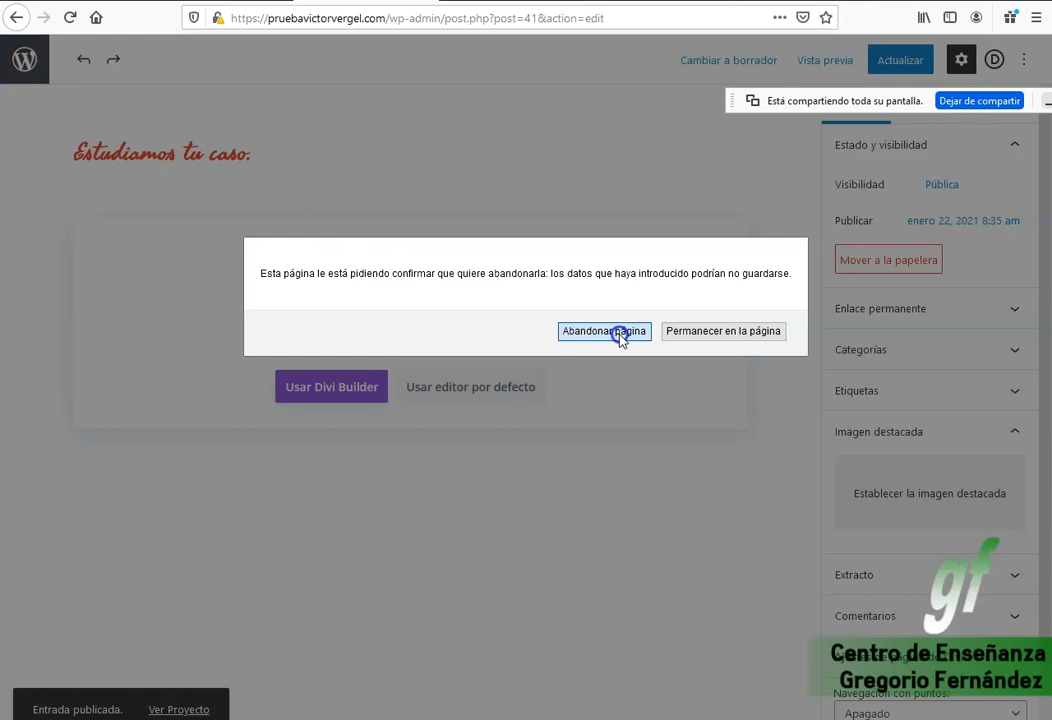 https://pruebavictorvergel.com/wp-admin/post.php?post=41&action=edit
Cambiar a borrador
Vista previa
Actualizar
Está compartiendo toda su pantalla.
Dejar de compartir
Estudiamos tu caso.
Estado y visibilidad
Visibilidad
Pública
Publicar
enero 22, 2021 8:35 am
Mover a la papelera
Esta página le está pidiendo confirmar que quiere abandonarla: los datos que haya introducido podrían no guardarse.
Abandonar página
Permanecer en la página
Usar Divi Builder
Usar editor por defecto
Enlace permanente
Categorías
Etiquetas
Imagen destacada
Establecer la imagen destacada
Extracto
Comentarios
gf
Centro de Enseñanza
Gregorio Fernández
Navegación con puntos:
Apagado
Entrada publicada.
Ver Proyecto